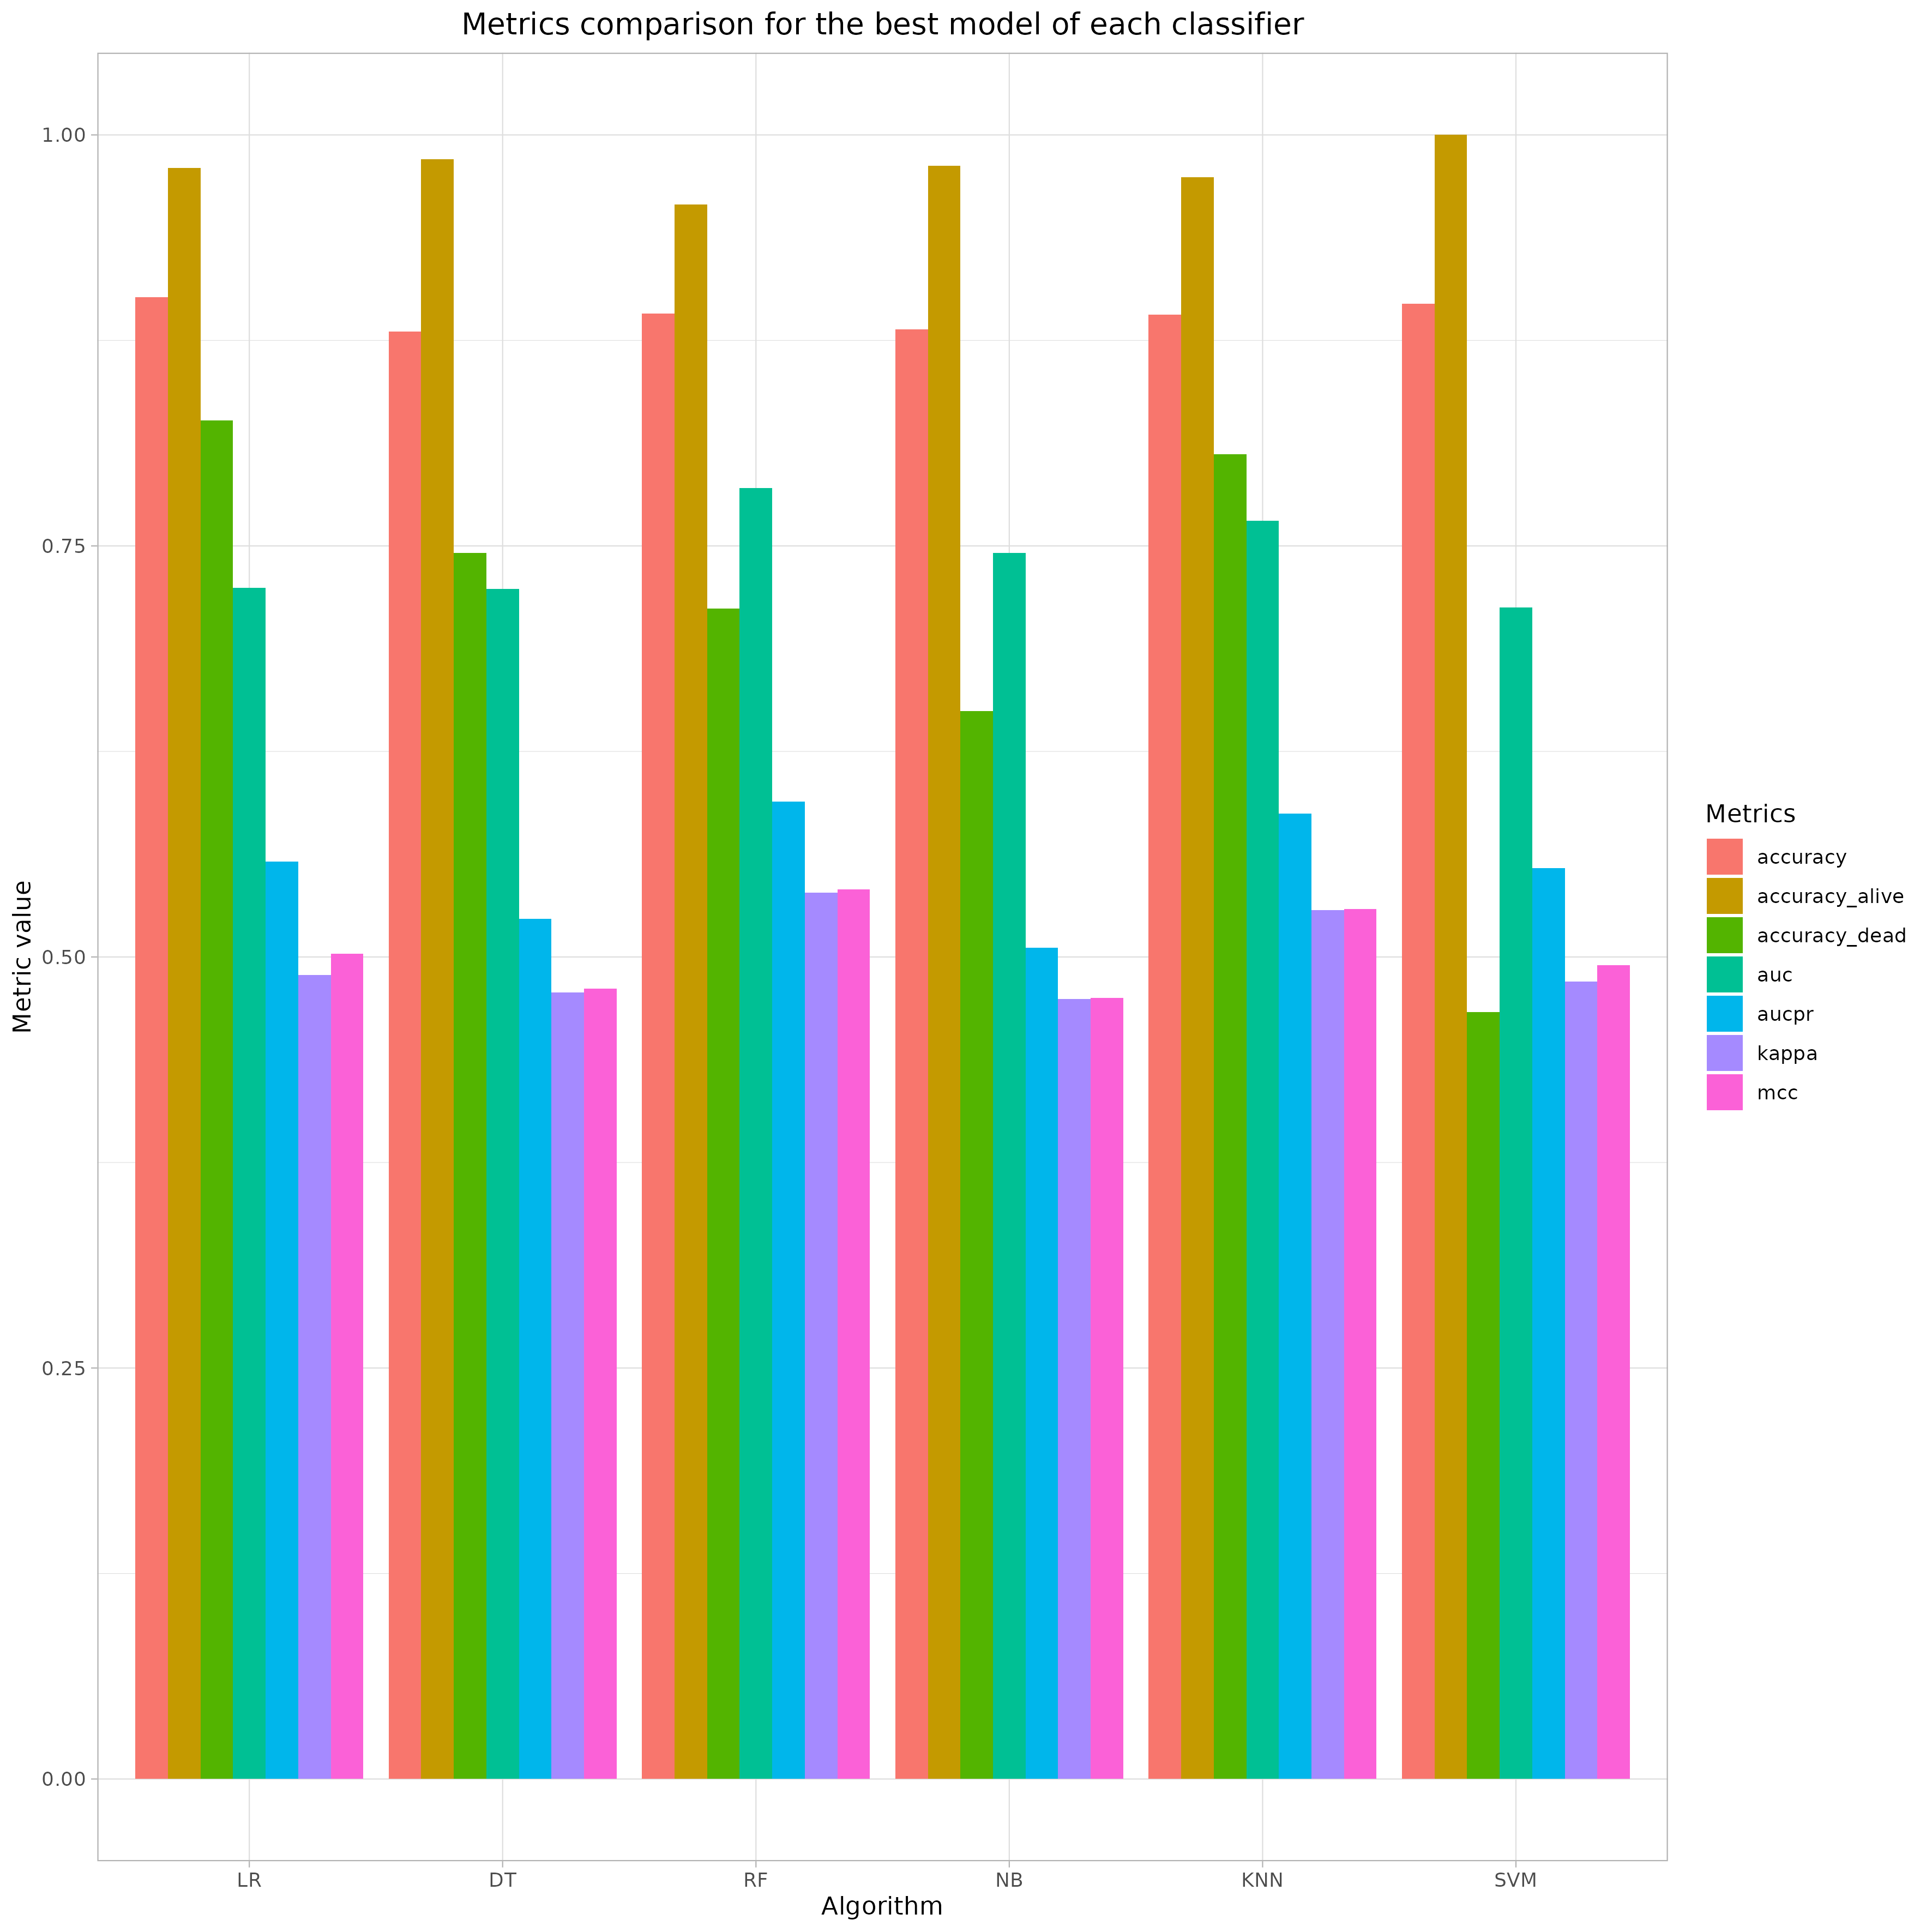 Metrics comparison for the best model of each classifier
1.00
0.75
0.50
0.25
0.00
Metric value
LR DT RF NB KNN SVM
Algorithm
Metrics
accuracy
accuracy_alive
accuracy_dead
auc
aucpr
kappa
mcc